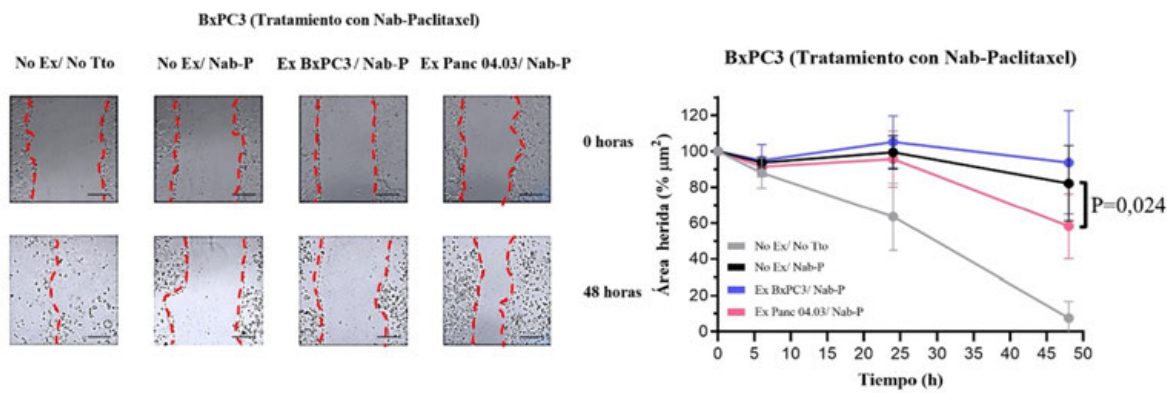 BxPC3 (Tratamiento con Nab-Paclitaxel)
No Ex/ No Tto
No Ex/ Nab-P
Ex BxPC3 / Nab-P
Ex Panc 04.03/ Nab-P
0 horas
48 horas
BxPC3 (Tratamiento con Nab-Paclitaxel)
Área herida (% µm²)
120
100
80
60
40
20
0
P=0,024
No Ex/ No Tto
No Ex/ Nab-P
Ex BxPC3/ Nab-P
Ex Panc 04.03/ Nab-P
0 5 10 15 20 25 30 35 40 45 50
Tiempo (h)